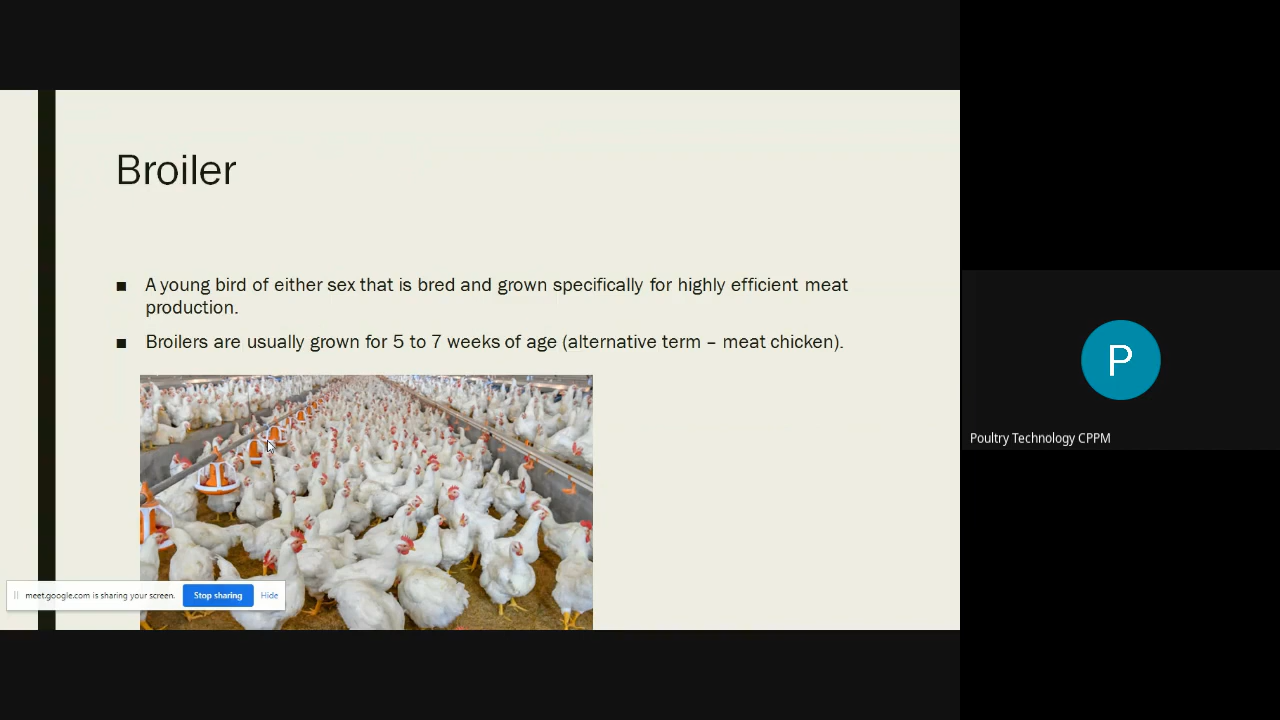 Broiler
■ A young bird of either sex that is bred and grown specifically for highly efficient meat
production.
■ Broilers are usually grown for 5 to 7 weeks of age (alternative term – meat chicken).
meet.google.com is sharing your screen. Stop sharing Hide
P
Poultry Technology CPPM